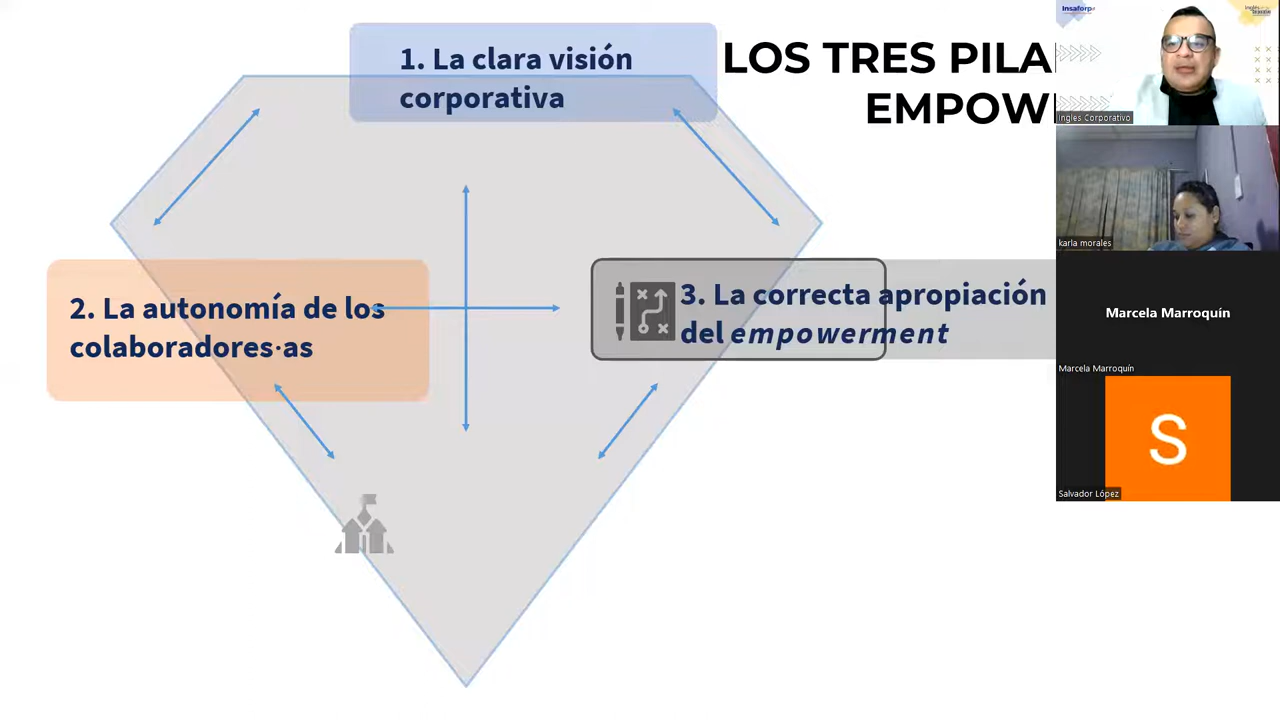 1. La clara visión
corporativa
LOS TRES PILA
EMPOW
2. La autonomía de los
colaboradores·as
3. La correcta apropiación
del empowerment
Insaforp
Ingles Corporativo
karla morales
Marcela Marroquín
Marcela Marroquín
S
Salvador López